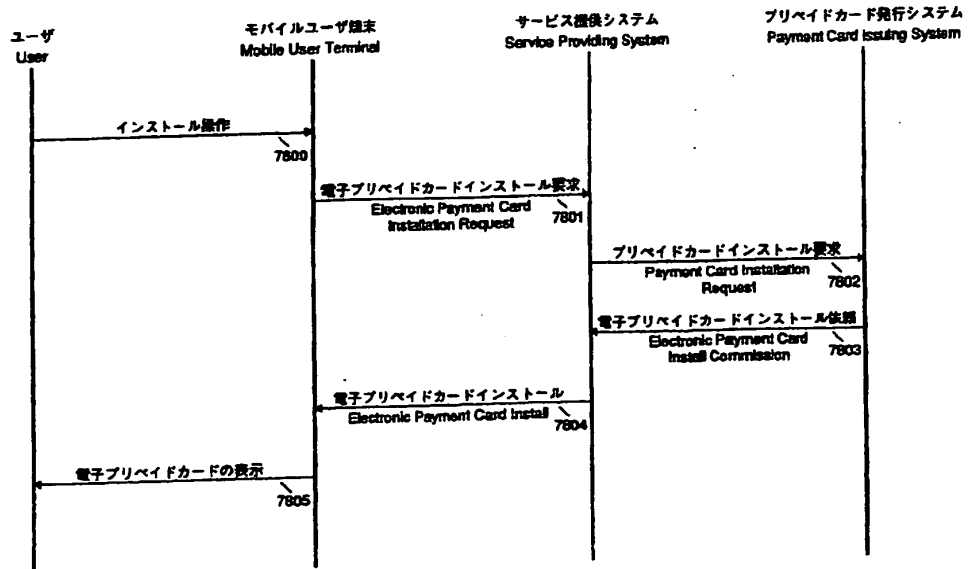 ユーザ
User
モバイルユーザ端末
Mobile User Terminal
サービス提供システム
Service Providing System
プリペイドカード発行システム
Payment Card Issuing System
インストール操作
7800
電子プリペイドカードインストール要求
Electronic Payment Card
Installation Request
7801
プリペイドカードインストール要求
Payment Card Installation
Request
7802
電子プリペイドカードインストール依頼
Electronic Payment Card
Install Commission
7803
電子プリペイドカードインストール
Electronic Payment Card Install
7804
電子プリペイドカードの表示
7805